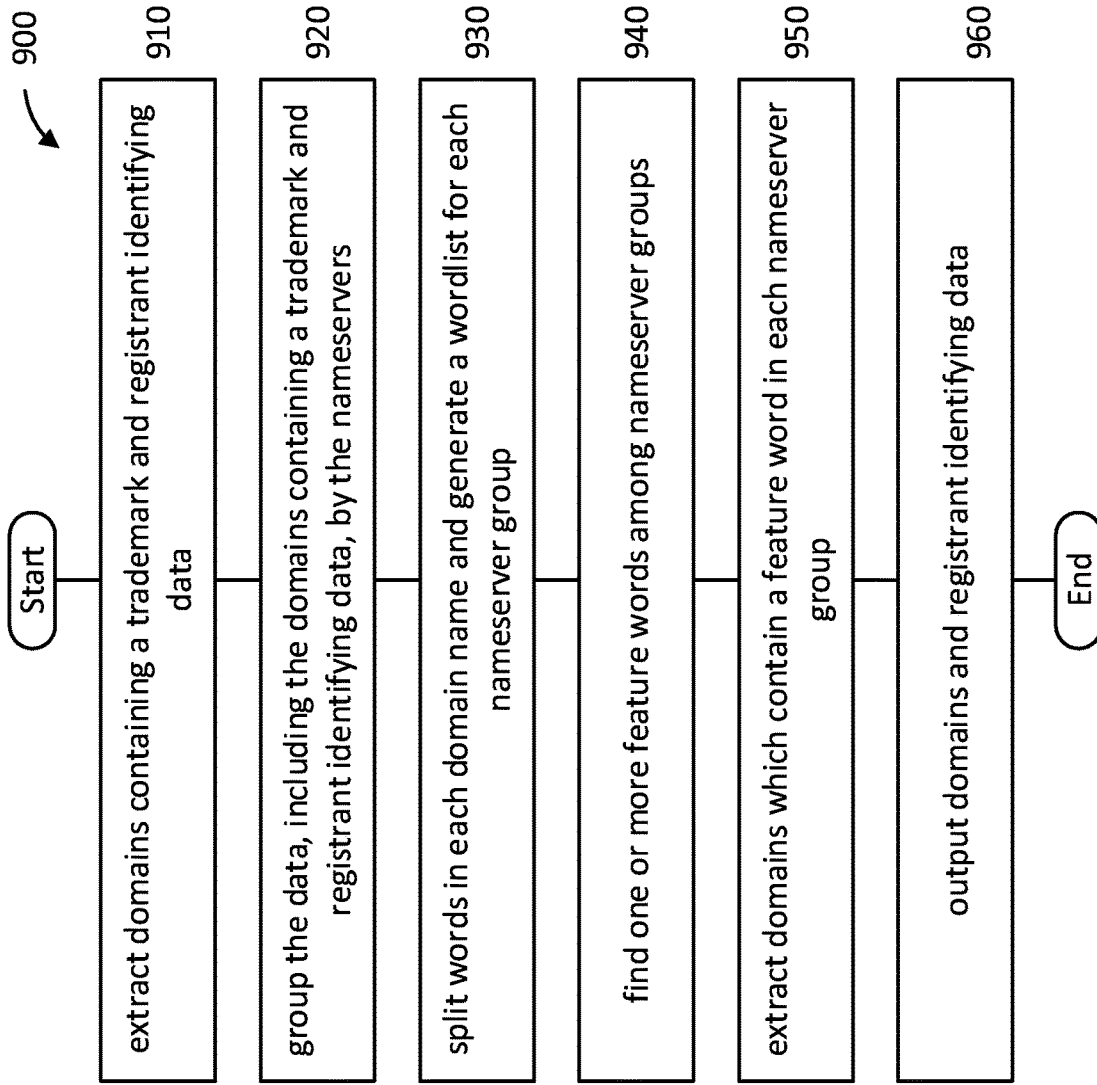 900
Start
extract domains containing a trademark and registrant identifying
data
910
group the data, including the domains containing a trademark and
registrant identifying data, by the nameservers
920
split words in each domain name and generate a wordlist for each
nameserver group
930
find one or more feature words among nameserver groups
940
extract domains which contain a feature word in each nameserver
group
950
output domains and registrant identifying data
960
End